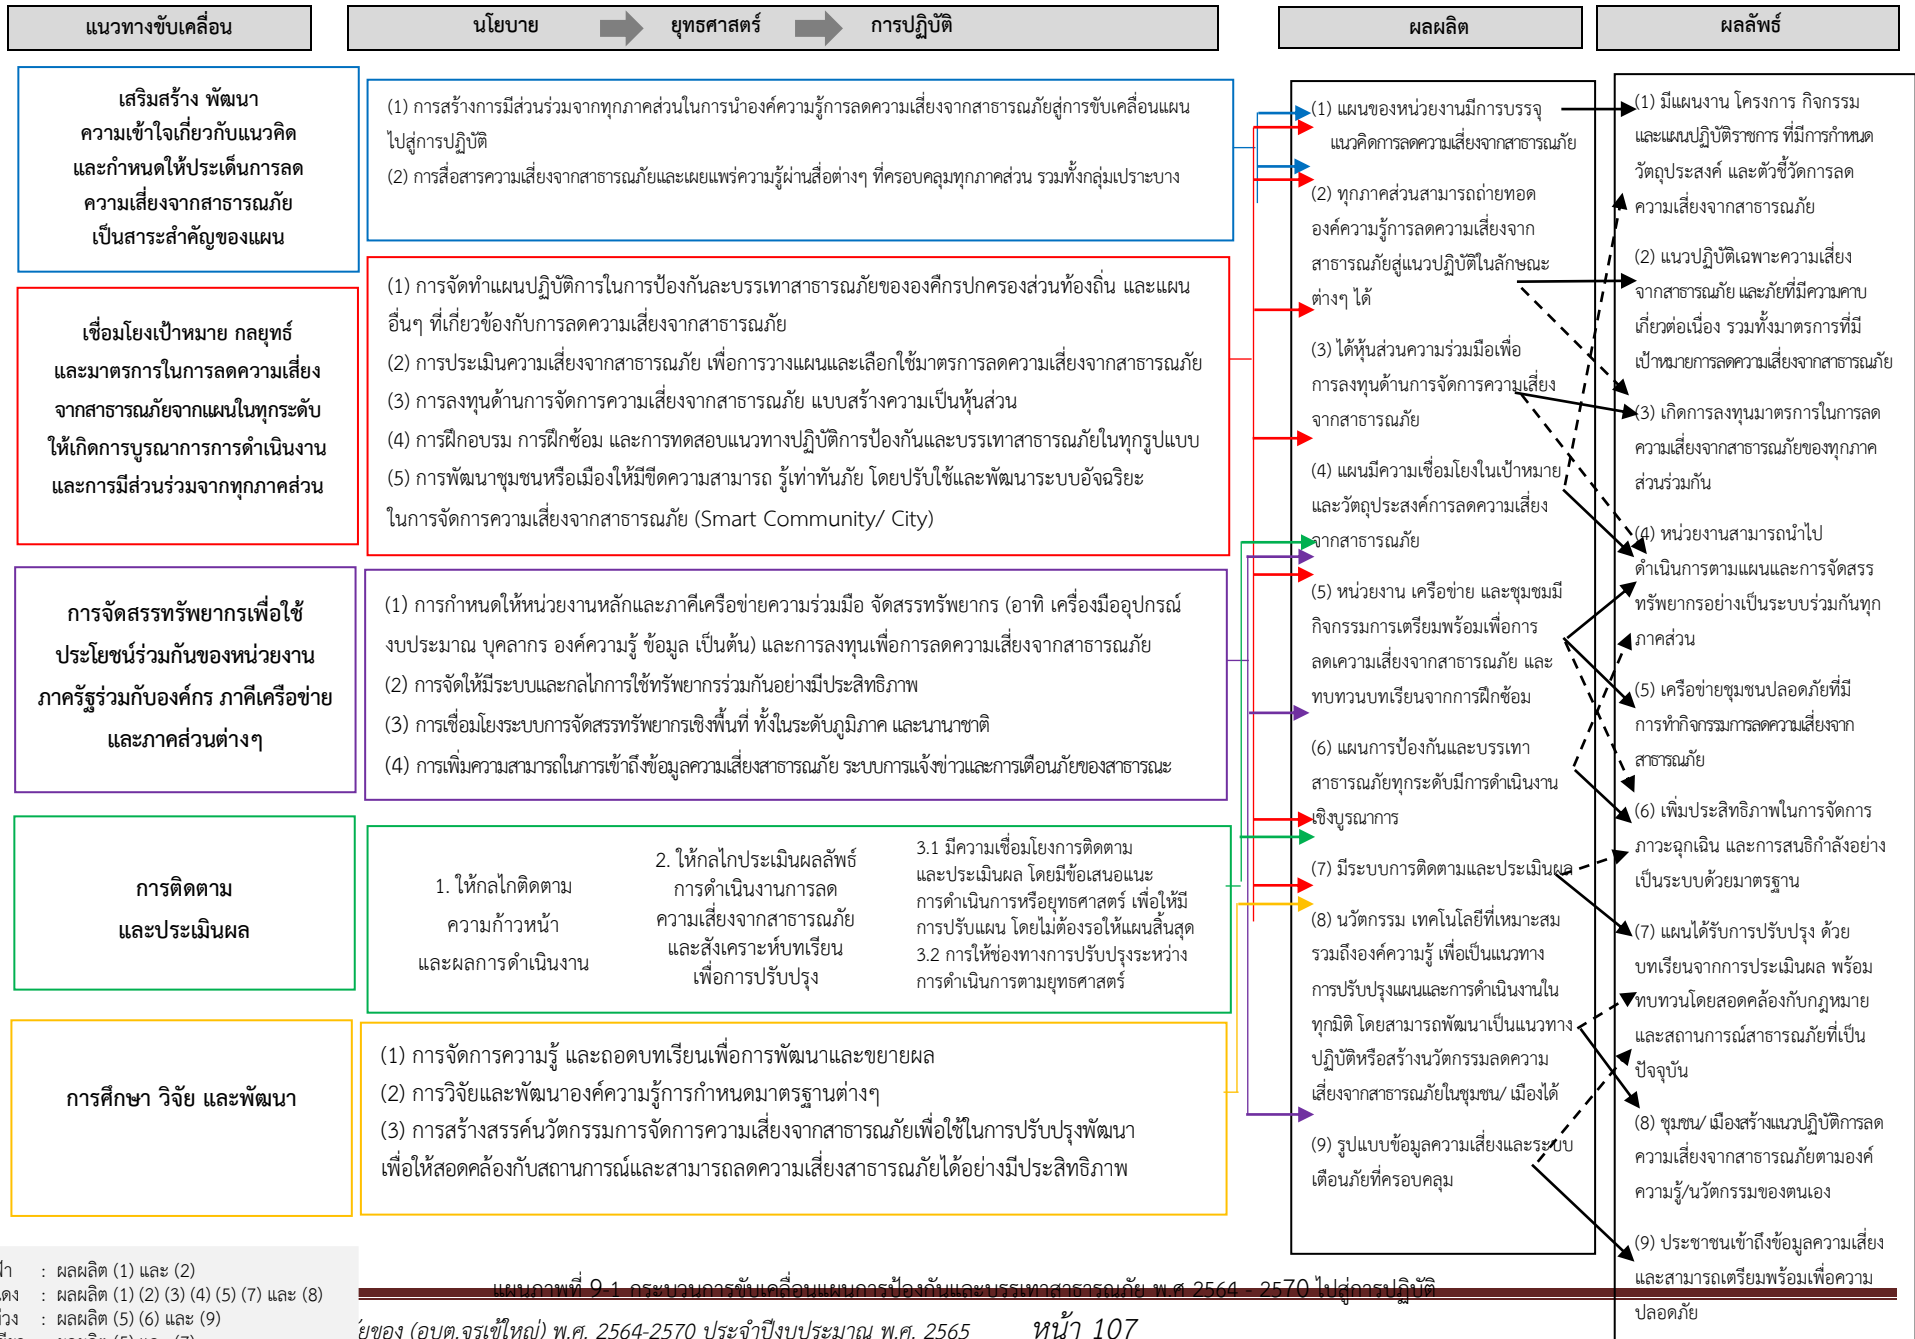 แนวทางขับเคลื่อน
นโยบาย ยุทธศาสตร์ การปฏิบัติ
ผลผลิต
ผลลัพธ์
เสริมสร้าง พัฒนา
ความเข้าใจเกี่ยวกับแนวคิด
และกำหนดให้ประเด็นการลด
ความเสี่ยงจากสาธารณภัย
เป็นสาระสำคัญของแผน
(1) การสร้างการมีส่วนร่วมจากทุกภาคส่วนในการนำองค์ความรู้การลดความเสี่ยงจากสาธารณภัยสู่การขับเคลื่อนแผน
ไปสู่การปฏิบัติ
(2) การสื่อสารความเสี่ยงจากสาธารณภัยและเผยแพร่ความรู้ผ่านสื่อต่างๆ ที่ครอบคลุมทุกภาคส่วน รวมทั้งกลุ่มเปราะบาง
เชื่อมโยงเป้าหมาย กลยุทธ์
และมาตรการในการลดความเสี่ยง
จากสาธารณภัยจากแผนในทุกระดับ
ให้เกิดการบูรณาการการดำเนินงาน
และการมีส่วนร่วมจากทุกภาคส่วน
(1) การจัดทำแผนปฏิบัติการในการป้องกันละบรรเทาสาธารณภัยขององค์กรปกครองส่วนท้องถิ่น และแผน
อื่นๆ ที่เกี่ยวข้องกับการลดความเสี่ยงจากสาธารณภัย
(2) การประเมินความเสี่ยงจากสาธารณภัย เพื่อการวางแผนและเลือกใช้มาตรการลดความเสี่ยงจากสาธารณภัย
(3) การลงทุนด้านการจัดการความเสี่ยงจากสาธารณภัย แบบสร้างความเป็นหุ้นส่วน
(4) การฝึกอบรม การฝึกซ้อม และการทดสอบแนวทางปฏิบัติการป้องกันและบรรเทาสาธารณภัยในทุกรูปแบบ
(5) การพัฒนาชุมชนหรือเมืองให้มีขีดความสามารถ รู้เท่าทันภัย โดยปรับใช้และพัฒนาระบบอัจฉริยะ
ในการจัดการความเสี่ยงจากสาธารณภัย (Smart Community/ City)
การจัดสรรทรัพยากรเพื่อใช้
ประโยชน์ร่วมกันของหน่วยงาน
ภาครัฐร่วมกับองค์กร ภาคีเครือข่าย
และภาคส่วนต่างๆ
(1) การกำหนดให้หน่วยงานหลักและภาคีเครือข่ายความร่วมมือ จัดสรรทรัพยากร (อาทิ เครื่องมืออุปกรณ์
งบประมาณ บุคลากร องค์ความรู้ ข้อมูล เป็นต้น) และการลงทุนเพื่อการลดความเสี่ยงจากสาธารณภัย
(2) การจัดให้มีระบบและกลไกการใช้ทรัพยากรร่วมกันอย่างมีประสิทธิภาพ
(3) การเชื่อมโยงระบบการจัดสรรทรัพยากรเชิงพื้นที่ ทั้งในระดับภูมิภาค และนานาชาติ
(4) การเพิ่มความสามารถในการเข้าถึงข้อมูลความเสี่ยงสาธารณภัย ระบบการแจ้งข่าวและการเตือนภัยของสาธารณะ
การติดตาม
และประเมินผล
1. ให้กลไกติดตาม
ความก้าวหน้า
และผลการดำเนินงาน
2. ให้กลไกประเมินผลลัพธ์
การดำเนินงานการลด
ความเสี่ยงจากสาธารณภัย
และสังเคราะห์บทเรียน
เพื่อการปรับปรุง
3.1 มีความเชื่อมโยงการติดตาม
และประเมินผล โดยมีข้อเสนอแนะ
การดำเนินการหรือยุทธศาสตร์ เพื่อให้มี
การปรับแผน โดยไม่ต้องรอให้แผนสิ้นสุด
3.2 การให้ช่องทางการปรับปรุงระหว่าง
การดำเนินการตามยุทธศาสตร์
การศึกษา วิจัย และพัฒนา
(1) การจัดการความรู้ และถอดบทเรียนเพื่อการพัฒนาและขยายผล
(2) การวิจัยและพัฒนาองค์ความรู้การกำหนดมาตรฐานต่างๆ
(3) การสร้างสรรค์นวัตกรรมการจัดการความเสี่ยงจากสาธารณภัยเพื่อใช้ในการปรับปรุงพัฒนา
เพื่อให้สอดคล้องกับสถานการณ์และสามารถลดความเสี่ยงสาธารณภัยได้อย่างมีประสิทธิภาพ
(1) แผนของหน่วยงานมีการบรรจุ
แนวคิดการลดความเสี่ยงจากสาธารณภัย
(2) ทุกภาคส่วนสามารถถ่ายทอด
องค์ความรู้การลดความเสี่ยงจาก
สาธารณภัยสู่แนวปฏิบัติในลักษณะ
ต่างๆ ได้
(3) ได้หุ้นส่วนความร่วมมือเพื่อ
การลงทุนด้านการจัดการความเสี่ยง
จากสาธารณภัย
(4) แผนมีความเชื่อมโยงในเป้าหมาย
และวัตถุประสงค์การลดความเสี่ยง
จากสาธารณภัย
(5) หน่วยงาน เครือข่าย และชุมชนมี
กิจกรรมการเตรียมพร้อมเพื่อการ
ลดเความเสี่ยงจากสาธารณภัย และ
ทบทวนบทเรียนจากการฝึกซ้อม
(6) แผนการป้องกันและบรรเทา
สาธารณภัยทุกระดับมีการดำเนินงาน
เชิงบูรณาการ
(7) มีระบบการติดตามและประเมินผล
(8) นวัตกรรม เทคโนโลยีที่เหมาะสม
รวมถึงองค์ความรู้ เพื่อเป็นแนวทาง
การปรับปรุงแผนและการดำเนินงานใน
ทุกมิติ โดยสามารถพัฒนาเป็นแนวทาง
ปฏิบัติหรือสร้างนวัตกรรมลดความ
เสี่ยงจากสาธารณภัยในชุมชน/ เมืองได้
(9) รูปแบบข้อมูลความเสี่ยงและระบบ
เตือนภัยที่ครอบคลุม
(1) มีแผนงาน โครงการ กิจกรรม
และแผนปฏิบัติราชการ ที่มีการกำหนด
วัตถุประสงค์ และตัวชี้วัดการลด
ความเสี่ยงจากสาธารณภัย
(2) แนวปฏิบัติเฉพาะความเสี่ยง
จากสาธารณภัย และภัยที่มีความคาบ
เกี่ยวต่อเนื่อง รวมทั้งมาตรการที่มี
เป้าหมายการลดความเสี่ยงจากสาธารณภัย
(3) เกิดการลงทุนมาตรการในการลด
ความเสี่ยงจากสาธารณภัยของทุกภาค
ส่วนร่วมกัน
(4) หน่วยงานสามารถนำไป
ดำเนินการตามแผนและการจัดสรร
ทรัพยากรอย่างเป็นระบบร่วมกันทุก
ภาคส่วน
(5) เครือข่ายชุมชนปลอดภัยที่มี
การทำกิจกรรมการลดความเสี่ยงจาก
สาธารณภัย
(6) เพิ่มประสิทธิภาพในการจัดการ
ภาวะฉุกเฉิน และการสนธิกำลังอย่าง
เป็นระบบด้วยมาตรฐาน
(7) แผนได้รับการปรับปรุง ด้วย
บทเรียนจากการประเมินผล พร้อม
ทบทวนโดยสอดคล้องกับกฎหมาย
และสถานการณ์สาธารณภัยที่เป็น
ปัจจุบัน
(8) ชุมชน/ เมืองสร้างแนวปฏิบัติการลด
ความเสี่ยงจากสาธารณภัยตามองค์
ความรู้/นวัตกรรมของตนเอง
(9) ประชาชนเข้าถึงข้อมูลความเสี่ยง
และสามารถเตรียมพร้อมเพื่อความ
ปลอดภัย
: ผลผลิต (1) และ (2)
: ผลผลิต (1) (2) (3) (4) (5) (7) และ (8)
: ผลผลิต (5) (6) และ (9)
แผนภาพที่ 9-1 กระบวนการขับเคลื่อนแผนการป้องกันและบรรเทาสาธารณภัย พ.ศ 2564 - 2570 ไปสู่การปฏิบัติ
ัยของ (อบต.จรเข้ใหญ่) พ.ศ. 2564-2570 ประจำปีงบประมาณ พ.ศ. 2565 หน้า 107